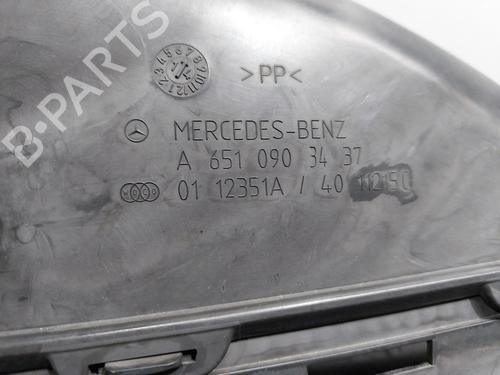 >PP<
MERCEDES-BENZ
A 651 090 34 37
01 12351A / 40
B-PARTS